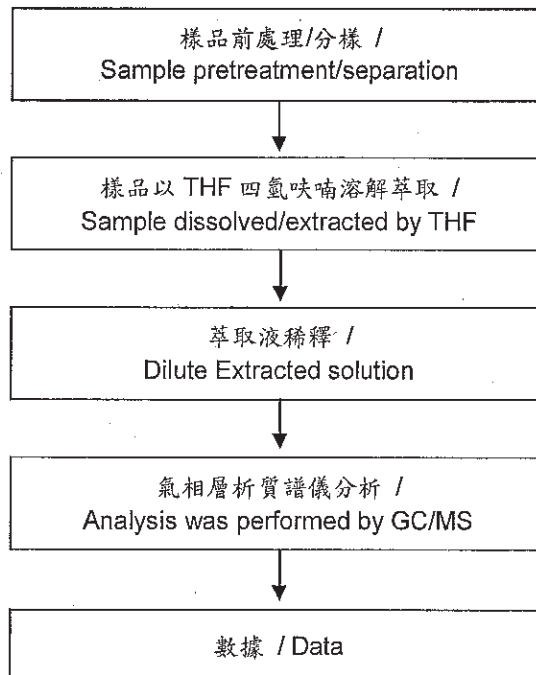 樣品前處理/分樣 /
Sample pretreatment/separation
樣品以 THF 四氫呋喃溶解萃取 /
Sample dissolved/extracted by THF
萃取液稀釋 /
Dilute Extracted solution
氣相層析質譜儀分析 /
Analysis was performed by GC/MS
數據 / Data